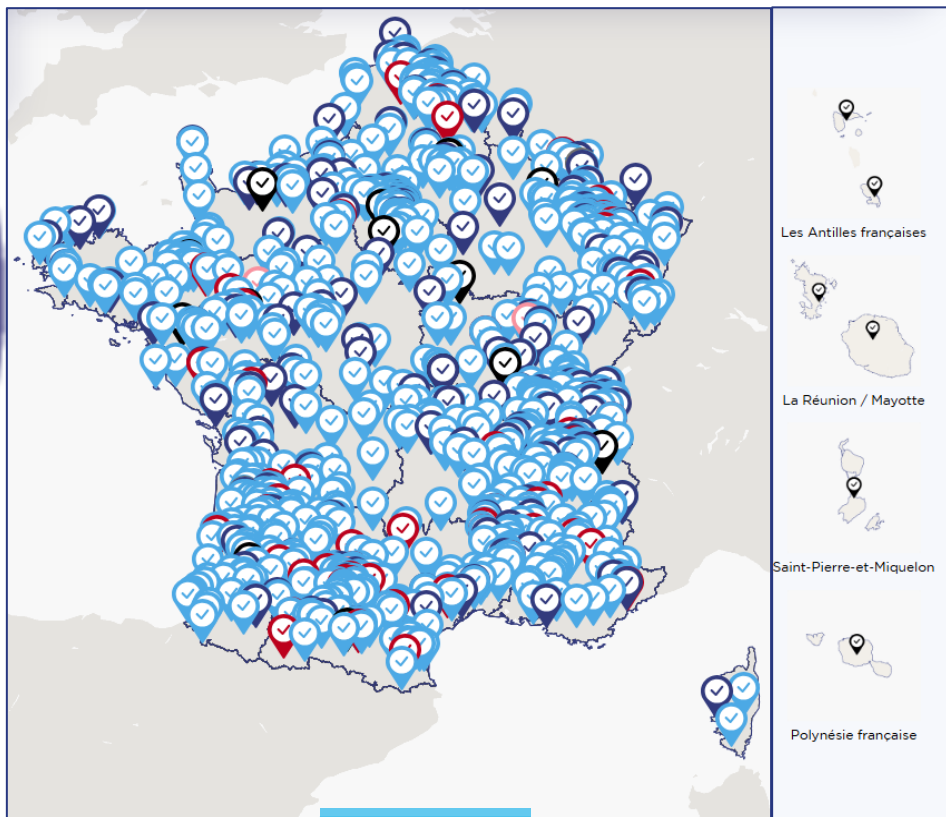 Les Antilles françaises
La Réunion / Mayotte
Saint-Pierre-et-Miquelon
Polynésie française